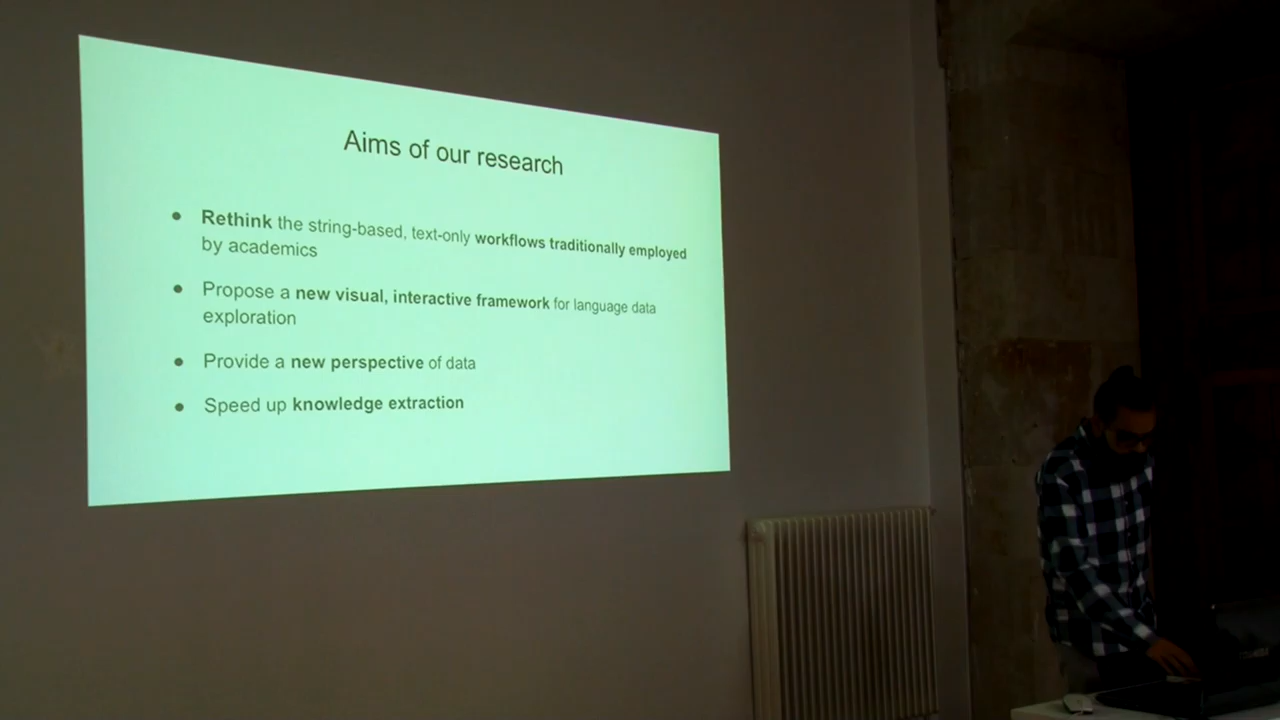 Aims of our research
● Rethink the string-based, text-only workflows traditionally employed
by academics
● Propose a new visual, interactive framework for language data
exploration
● Provide a new perspective of data
● Speed up knowledge extraction